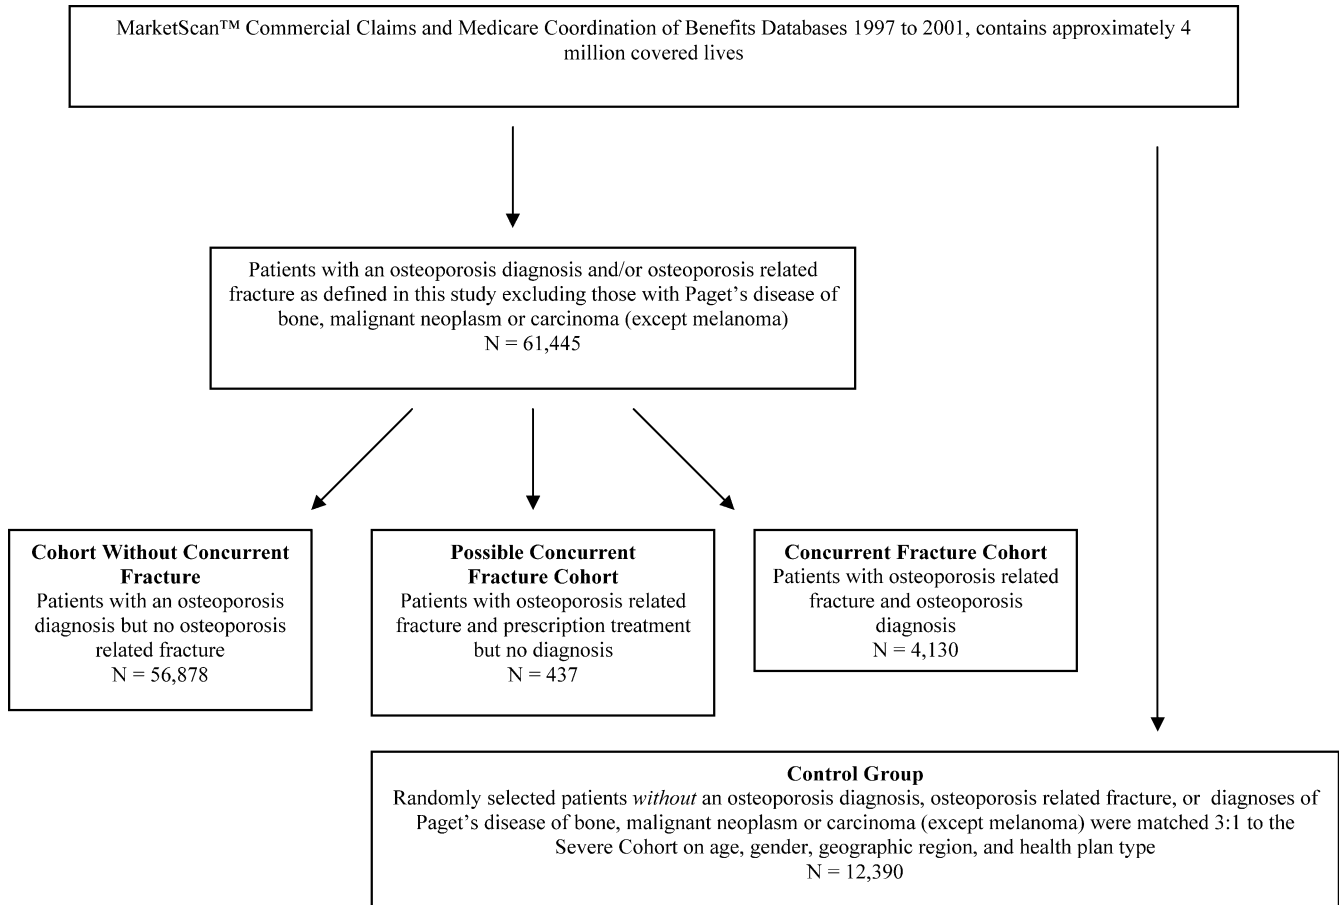 MarketScan™ Commercial Claims and Medicare Coordination of Benefits Databases 1997 to 2001, contains approximately 4
million covered lives
Patients with an osteoporosis diagnosis and/or osteoporosis related
fracture as defined in this study excluding those with Paget's disease of
bone, malignant neoplasm or carcinoma (except melanoma)
N = 61,445
Cohort Without Concurrent
Fracture
Patients with an osteoporosis
diagnosis but no osteoporosis
related fracture
N = 56,878
Possible Concurrent
Fracture Cohort
Patients with osteoporosis related
fracture and prescription treatment
but no diagnosis
N = 437
Concurrent Fracture Cohort
Patients with osteoporosis related
fracture and osteoporosis
diagnosis
N = 4,130
Control Group
Randomly selected patients without an osteoporosis diagnosis, osteoporosis related fracture, or diagnoses of
Paget's disease of bone, malignant neoplasm or carcinoma (except melanoma) were matched 3:1 to the
Severe Cohort on age, gender, geographic region, and health plan type
N = 12,390